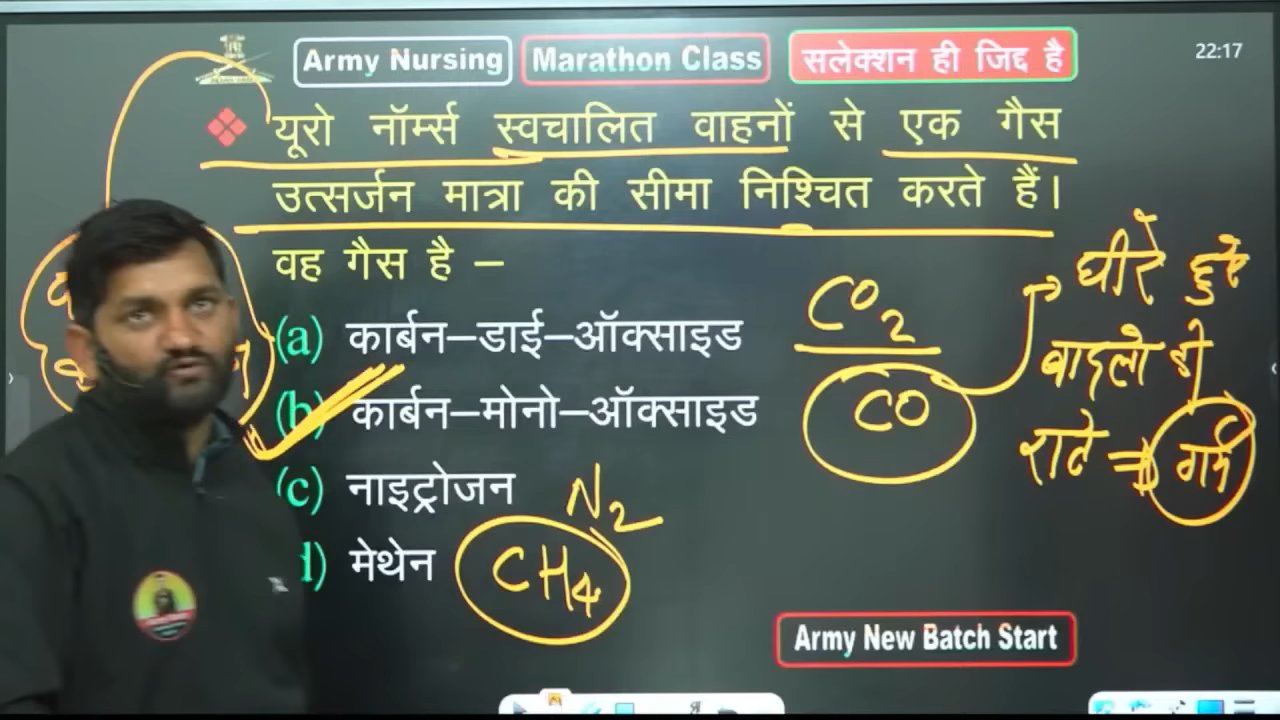 Army Nursing Marathon Class सलेक्शन ही जिद्द है
22:17
❖ यूरो नॉर्म्स स्वचालित वाहनों से एक गैस
उत्सर्जन मात्रा की सीमा निश्चित करते हैं।
वह गैस है –
(a) कार्बन–डाई–ऑक्साइड
(b) कार्बन–मोनो–ऑक्साइड
(c) नाइट्रोजन
d) मेथेन
CO2
CO
N2
CH4
घीरे हुए
राते ⇒ गर्म
Army New Batch Start